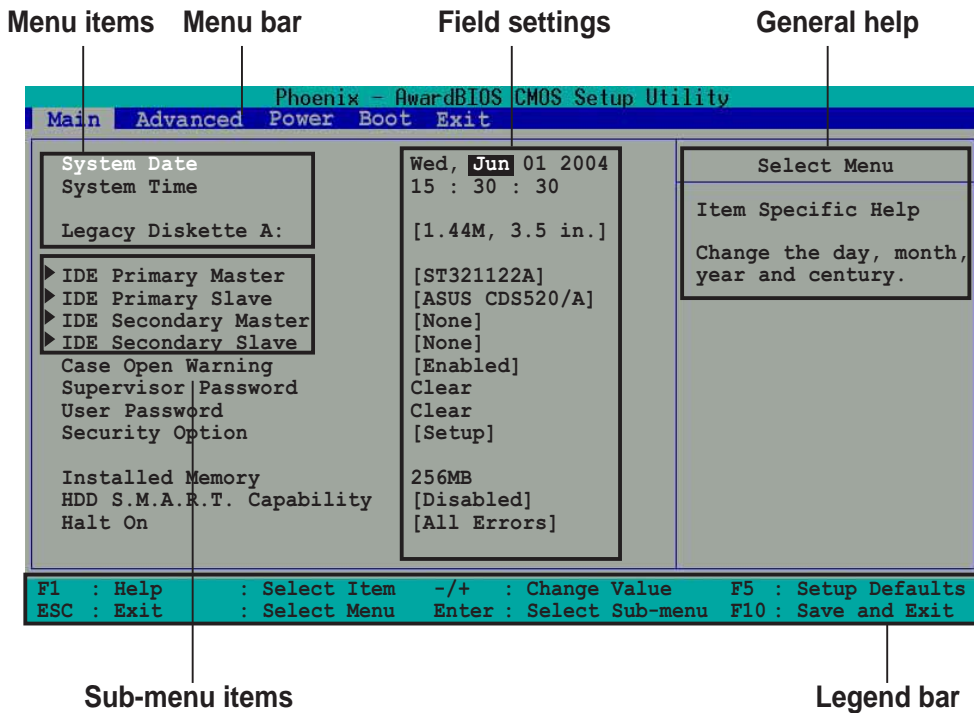 Menu items Menu bar Field settings General help
Phoenix - AwardBIOS CMOS Setup Utility
Main Advanced Power Boot Exit
System Date Wed, Jun 01 2004 Select Menu
System Time 15 : 30 : 30
Item Specific Help
Legacy Diskette A: [1.44M, 3.5 in.]
Change the day, month,
year and century.
IDE Primary Master [ST321122A]
IDE Primary Slave [ASUS CDS520/A]
IDE Secondary Master [None]
IDE Secondary Slave [None]
Case Open Warning [Enabled]
Supervisor Password Clear
User Password Clear
Security Option [Setup]
Installed Memory 256MB
HDD S.M.A.R.T. Capability [Disabled]
Halt On [All Errors]
F1 : Help : Select Item -/+ : Change Value F5 : Setup Defaults
ESC : Exit : Select Menu Enter : Select Sub-menu F10 : Save and Exit
Sub-menu items Legend bar